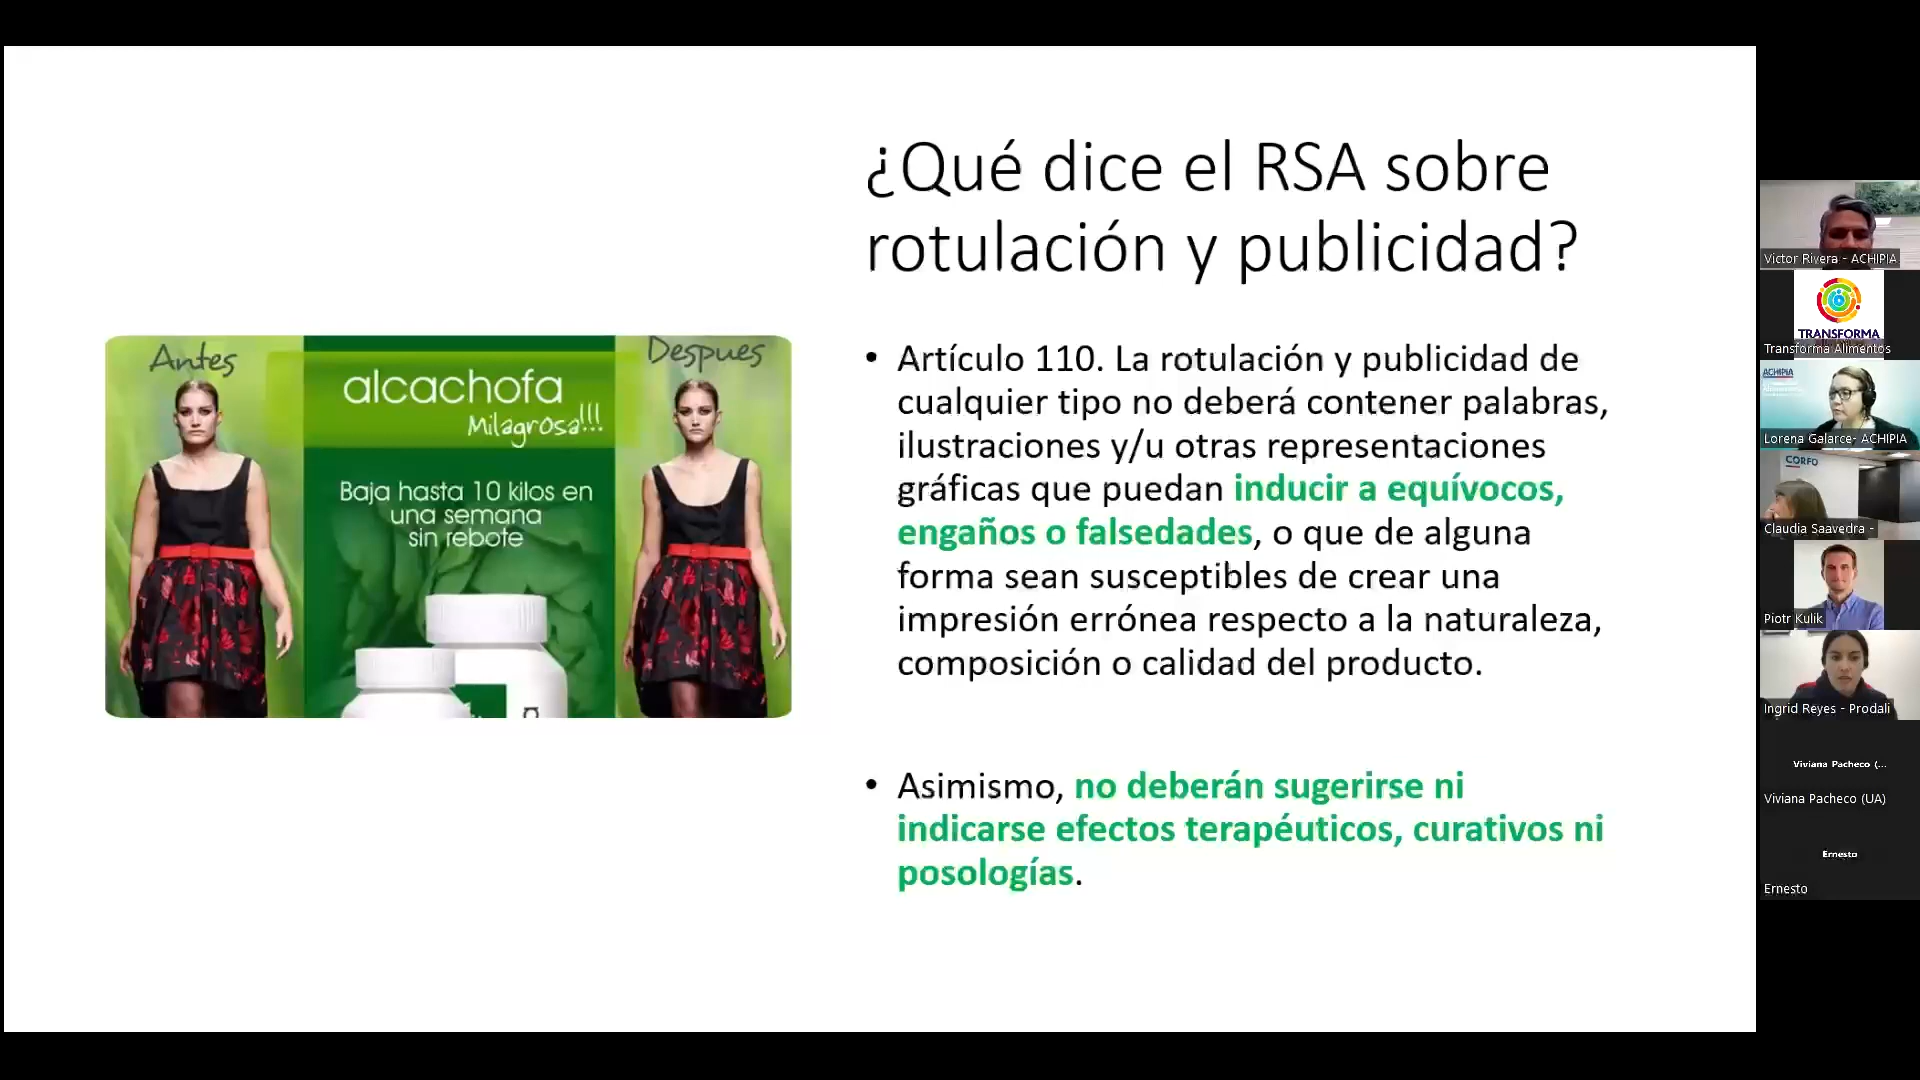 ¿Qué dice el RSA sobre
rotulación y publicidad?
Antes
alcachofa
Milagrosa!!!
Despues
Baja hasta 10 kilos en
una semana
sin rebote
• Artículo 110. La rotulación y publicidad de
cualquier tipo no deberá contener palabras,
ilustraciones y/u otras representaciones
gráficas que puedan inducir a equívocos,
engaños o falsedades, o que de alguna
forma sean susceptibles de crear una
impresión errónea respecto a la naturaleza,
composición o calidad del producto.
• Asimismo, no deberán sugerirse ni
indicarse efectos terapéuticos, curativos ni
posologías.
Victor Rivera - ACHIPIA
TRANSFORMA
Transforma Alimentos
ACHIPIA
Lorena Galarce- ACHIPIA
CORFO
Claudia Saavedra -
Piotr Kulik
Ingrid Reyes - Prodali
Viviana Pacheco (...
Viviana Pacheco (UA)
Ernesto
Ernesto